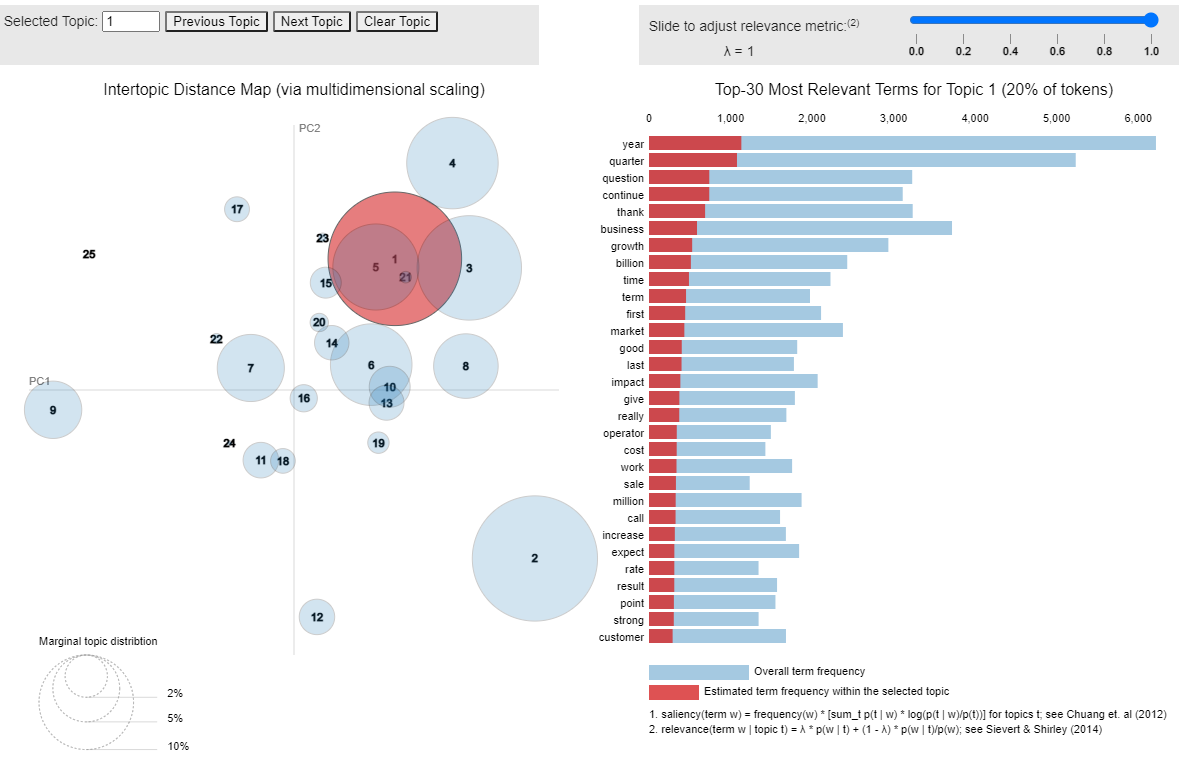 Selected Topic: 1 Previous Topic Next Topic Clear Topic
Slide to adjust relevance metric:(2)
λ = 1
0.0 0.2 0.4 0.6 0.8 1.0
Intertopic Distance Map (via multidimensional scaling)
PC2
PC1
4
17
23
25
1
5
3
21
15
20
22
14
7
6
8
10
16
13
9
24
19
11
18
2
12
Marginal topic distribtion
2%
5%
10%
Top-30 Most Relevant Terms for Topic 1 (20% of tokens)
0 1,000 2,000 3,000 4,000 5,000 6,000
year
quarter
question
continue
thank
business
growth
billion
time
term
first
market
good
last
impact
give
really
operator
cost
work
sale
million
call
increase
expect
rate
result
point
strong
customer
Overall term frequency
Estimated term frequency within the selected topic
1. saliency(term w) = frequency(w) * [sum_t p(t | w) * log(p(t | w)/p(t))] for topics t; see Chuang et. al (2012)
2. relevance(term w | topic t) = λ * p(w | t) + (1 - λ) * p(w | t)/p(w); see Sievert & Shirley (2014)